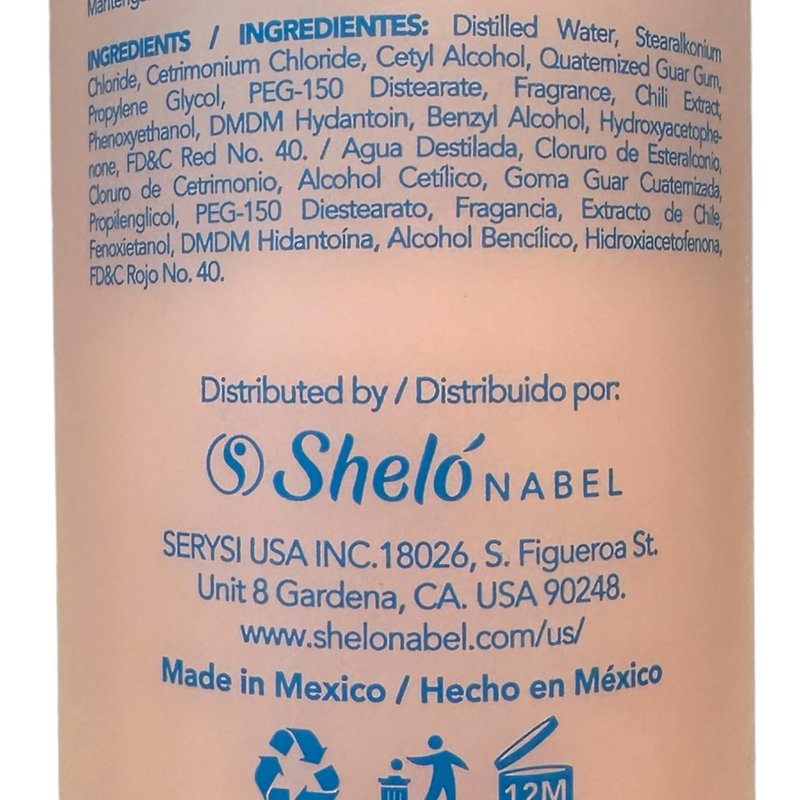 INGREDIENTS / INGREDIENTES: Distilled Water, Stearalkonium
Chloride, Cetrimonium Chloride, Cetyl Alcohol, Quaternized Guar Gum,
Propylene Glycol, PEG-150 Distearate, Fragrance, Chili Extract,
Phenoxyethanol, DMDM Hydantoin, Benzyl Alcohol, Hydroxyacetophe-
none, FD&C Red No. 40. / Agua Destilada, Cloruro de Esteralconio,
Cloruro de Cetrimonio, Alcohol Cetílico, Goma Guar Cuaternizada,
Propilenglicol, PEG-150 Diestearato, Fragancia, Extracto de Chile,
Fenoxietanol, DMDM Hidantoína, Alcohol Bencílico, Hidroxiacetofenona,
FD&C Rojo No. 40.
Distributed by / Distribuido por:
Sheló NABEL
SERYSI USA INC.18026, S. Figueroa St.
Unit 8 Gardena, CA. USA 90248.
www.shelonabel.com/us/
Made in Mexico / Hecho en México
12M